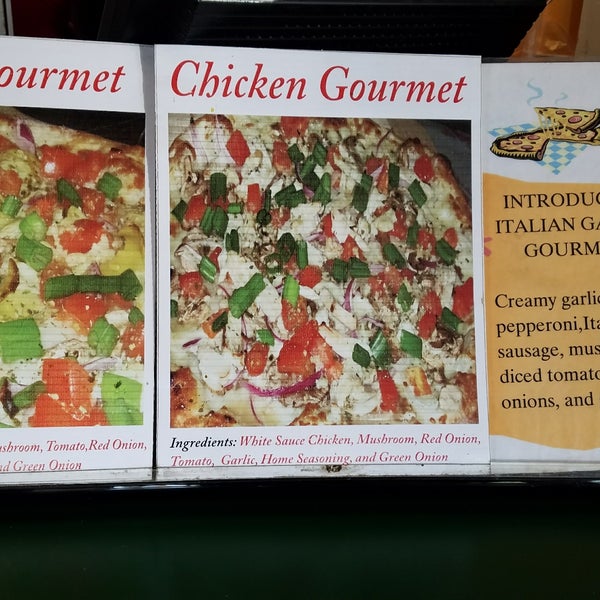 ourmet
shroom, Tomato,Red Onion,
nd Green Onion
Chicken Gourmet
Ingredients: White Sauce Chicken, Mushroom, Red Onion,
Tomato, Garlic, Home Seasoning, and Green Onion
INTRODUC
ITALIAN GA
GOURM
Creamy garlic
pepperoni,Ita
sausage, mus
diced tomato
onions, and